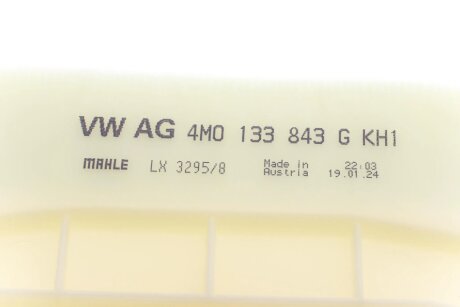 VW AG 4M0 133 843 G KH1
MAHLE LX 3295/8 Made in 22:03
Austria 19.01.24